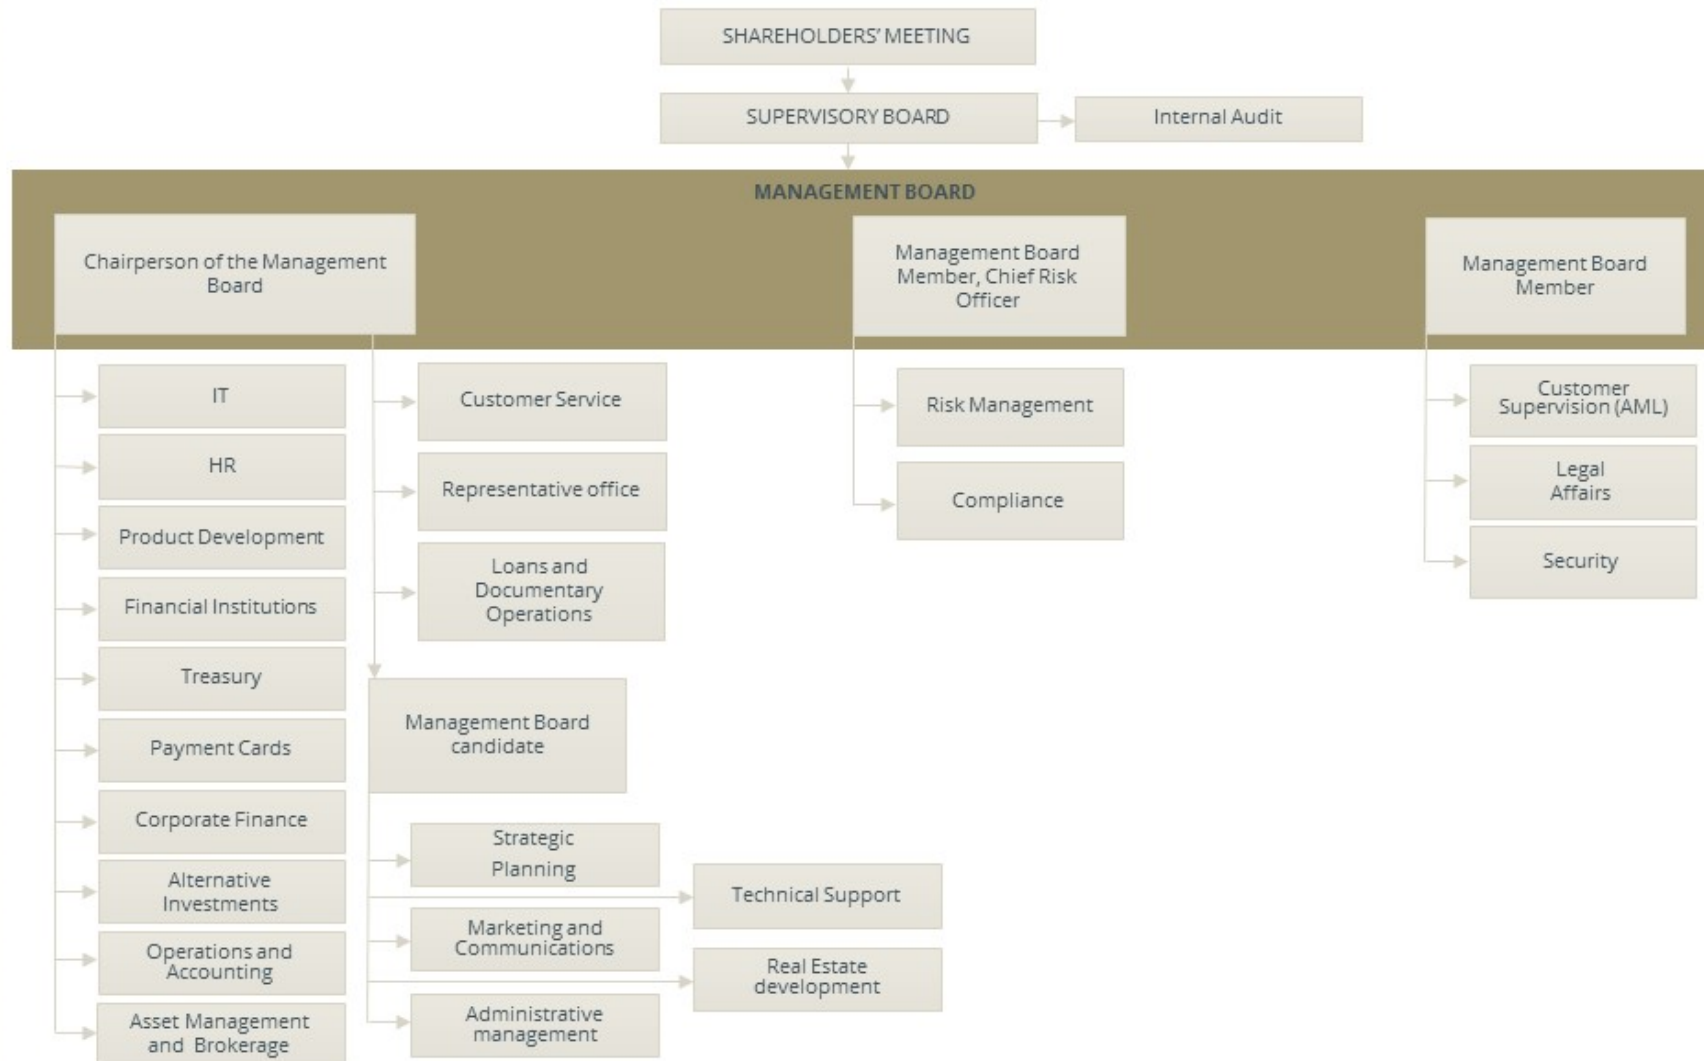 SHAREHOLDERS' MEETING
SUPERVISORY BOARD
Internal Audit
MANAGEMENT BOARD
Chairperson of the Management
Board
Management Board
Member, Chief Risk
Officer
Management Board
Member
IT
HR
Product Development
Financial Institutions
Treasury
Payment Cards
Corporate Finance
Alternative
Investments
Operations and
Accounting
Asset Management
and Brokerage
Customer Service
Representative office
Loans and
Documentary
Operations
Management Board
candidate
Strategic
Planning
Technical Support
Marketing and
Communications
Real Estate
development
Administrative
management
Risk Management
Compliance
Customer
Supervision (AML)
Legal
Affairs
Security